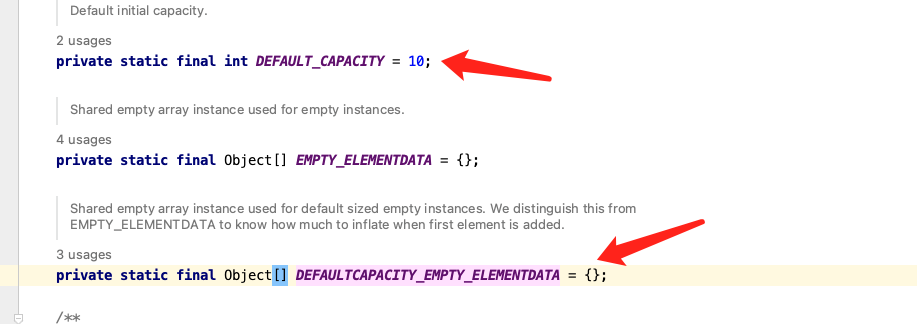 Default initial capacity.
2 usages
private static final int DEFAULT_CAPACITY = 10;
Shared empty array instance used for empty instances.
4 usages
private static final Object[] EMPTY_ELEMENTDATA = {};
Shared empty array instance used for default sized empty instances. We distinguish this from
EMPTY_ELEMENTDATA to know how much to inflate when first element is added.
3 usages
private static final Object[] DEFAULTCAPACITY_EMPTY_ELEMENTDATA = {};
/**